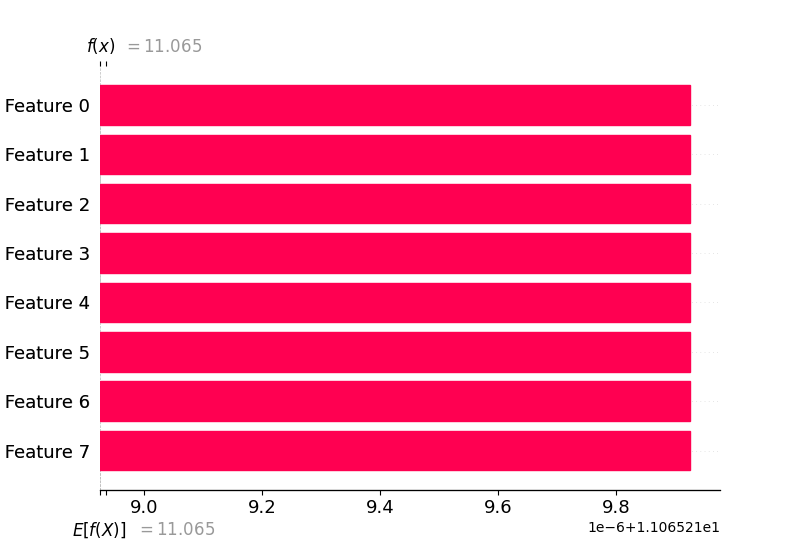 f(x) = 11.065
Feature 0
Feature 1
Feature 2
Feature 3
Feature 4
Feature 5
Feature 6
Feature 7
9.0 9.2 9.4 9.6 9.8
E[f(X)] = 11.065
1e−6+1.106521e1